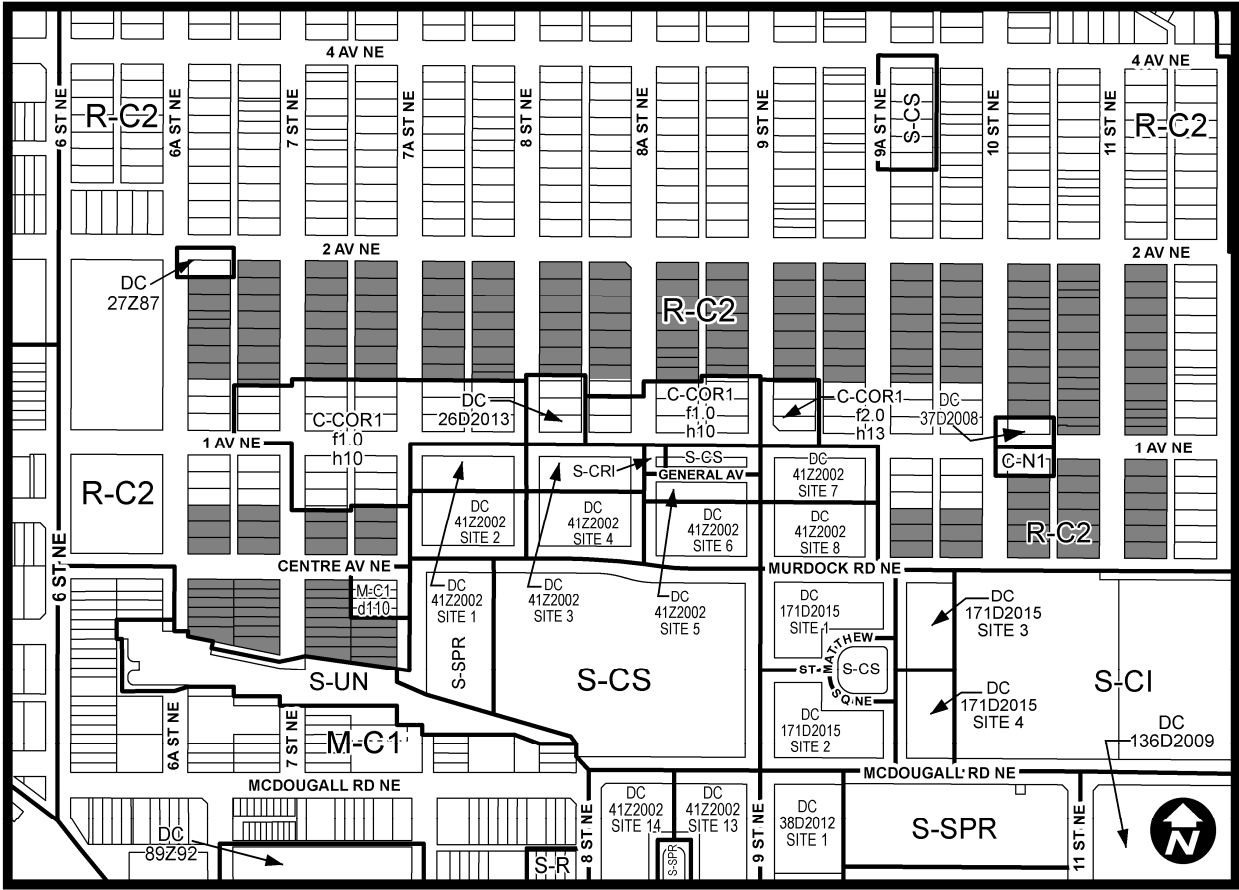 4 AV NE
4 AV NE
6 ST NE
R-C2
6A ST NE
7 ST NE
7A ST NE
8 ST NE
8A ST NE
9 ST NE
9A ST NE
S-CS
10 ST NE
11 ST NE
R-C2
2 AV NE
2 AV NE
DC
27Z87
R-C2
C-COR1
f1.0
h10
DC
26D2013
C-COR1
f1.0
h10
C-COR1
f2.0
h13
DC
37D2008
1 AV NE
1 AV NE
C-N1
R-C2
S-CRI
S-CS
GENERAL AV
DC
41Z2002
SITE 7
DC
41Z2002
SITE 2
DC
41Z2002
SITE 4
DC
41Z2002
SITE 6
DC
41Z2002
SITE 8
R-C2
6 ST NE
CENTRE AV NE
MURDOCK RD NE
M-C1
d110
DC
41Z2002
SITE 1
DC
41Z2002
SITE 3
DC
41Z2002
SITE 5
DC
171D2015
SITE 1
DC
171D2015
SITE 3
ST MATTHEW SQ NE
S-CS
S-SPR
S-UN
S-CS
S-CI
DC
171D2015
SITE 2
DC
171D2015
SITE 4
DC
136D2009
6A ST NE
7 ST NE
M-C1
MCDOUGALL RD NE
MCDOUGALL RD NE
DC
89Z92
S-R
8 ST NE
DC
41Z2002
SITE 14
DC
41Z2002
SITE 13
S-SPR
9 ST NE
DC
38D2012
SITE 1
S-SPR
11 ST NE
N